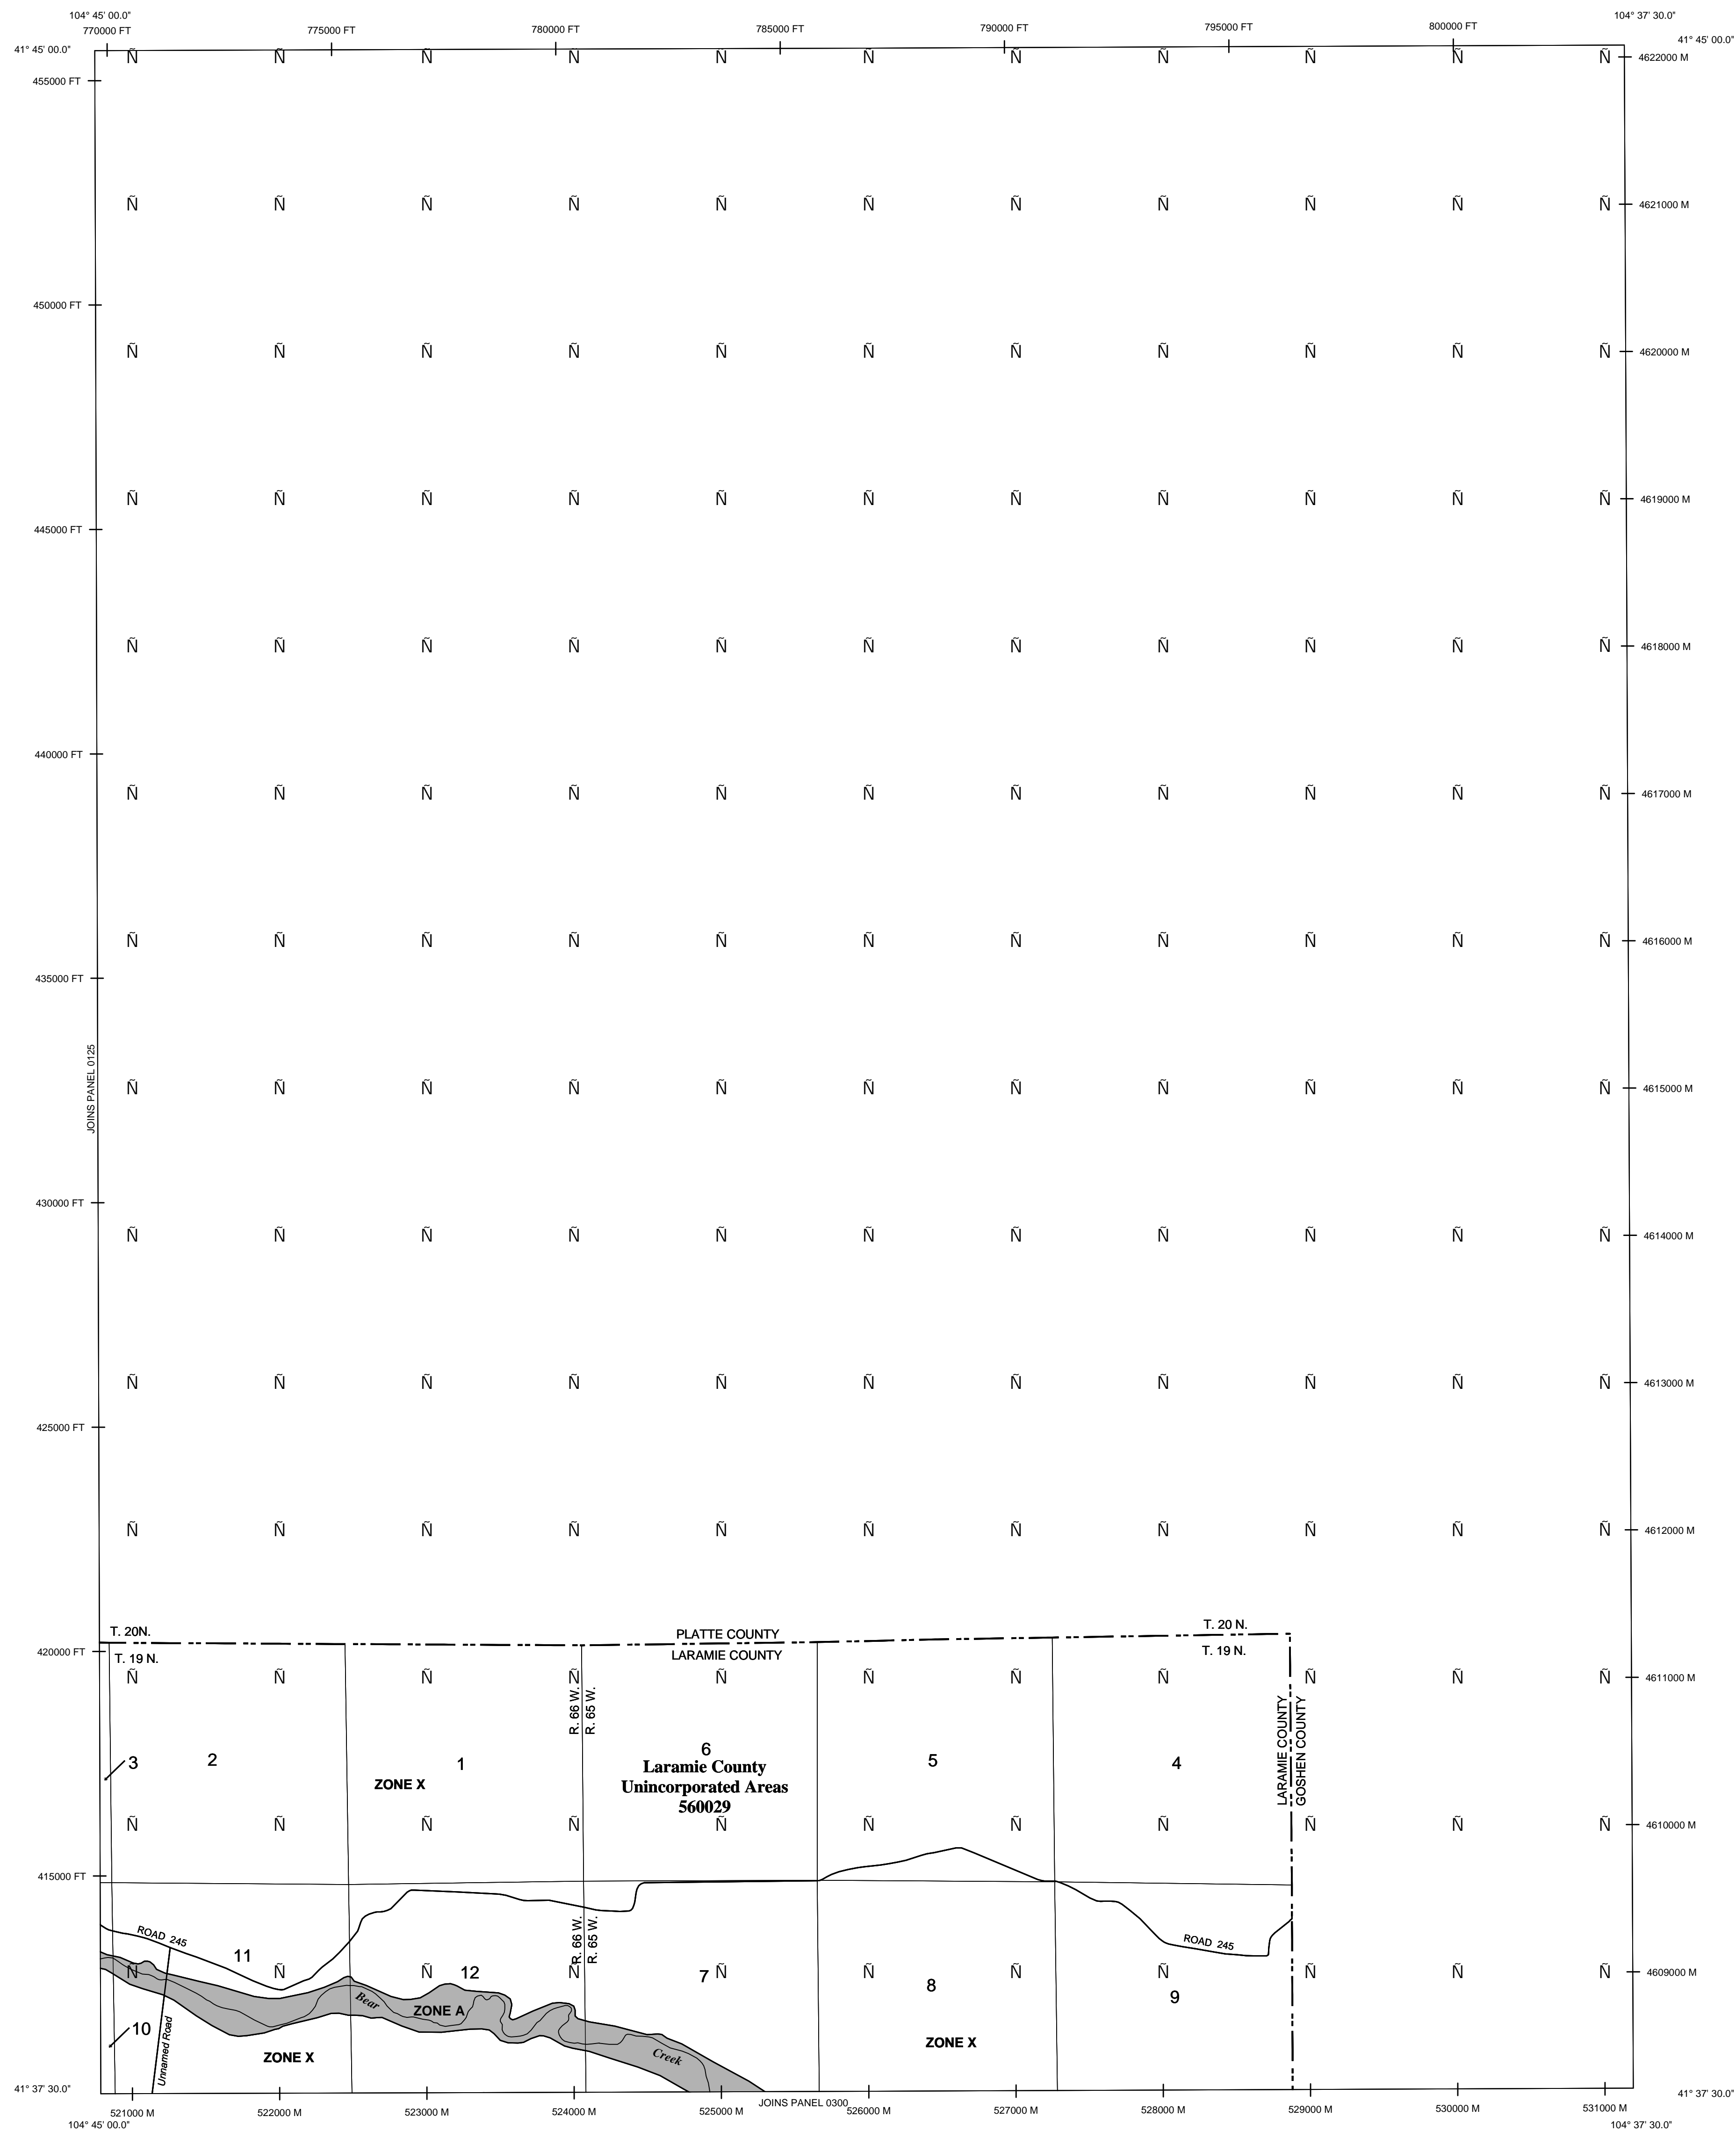 104° 45' 00.0"
104° 37' 30.0"
770000 FT
775000 FT
780000 FT
785000 FT
790000 FT
795000 FT
800000 FT
41° 45' 00.0"
41° 45' 00.0"
Ñ Ñ Ñ Ñ Ñ Ñ Ñ Ñ Ñ Ñ Ñ
4622000 M
455000 FT
Ñ Ñ Ñ Ñ Ñ Ñ Ñ Ñ Ñ Ñ Ñ
4621000 M
450000 FT
Ñ Ñ Ñ Ñ Ñ Ñ Ñ Ñ Ñ Ñ Ñ
4620000 M
Ñ Ñ Ñ Ñ Ñ Ñ Ñ Ñ Ñ Ñ Ñ
4619000 M
445000 FT
Ñ Ñ Ñ Ñ Ñ Ñ Ñ Ñ Ñ Ñ Ñ
4618000 M
440000 FT
Ñ Ñ Ñ Ñ Ñ Ñ Ñ Ñ Ñ Ñ Ñ
4617000 M
Ñ Ñ Ñ Ñ Ñ Ñ Ñ Ñ Ñ Ñ Ñ
4616000 M
435000 FT
JOINS PANEL 0125
Ñ Ñ Ñ Ñ Ñ Ñ Ñ Ñ Ñ Ñ Ñ
4615000 M
430000 FT
Ñ Ñ Ñ Ñ Ñ Ñ Ñ Ñ Ñ Ñ Ñ
4614000 M
Ñ Ñ Ñ Ñ Ñ Ñ Ñ Ñ Ñ Ñ Ñ
4613000 M
425000 FT
Ñ Ñ Ñ Ñ Ñ Ñ Ñ Ñ Ñ Ñ Ñ
4612000 M
T. 20N.
PLATTE COUNTY
T. 20 N.
420000 FT
T. 19 N.
LARAMIE COUNTY
T. 19 N.
Ñ Ñ Ñ Ñ Ñ Ñ Ñ Ñ Ñ Ñ Ñ
4611000 M
R. 66 W.
R. 65 W.
LARAMIE COUNTY
GOSHEN COUNTY
3
2
1
6
5
4
Laramie County
Unincorporated Areas
560029
ZONE X
Ñ Ñ Ñ Ñ Ñ Ñ Ñ Ñ Ñ Ñ Ñ
4610000 M
415000 FT
ROAD 245
R. 66 W.
R. 65 W.
ROAD 245
11
Ñ Ñ Ñ Ñ Ñ Ñ Ñ Ñ Ñ Ñ Ñ
4609000 M
12
7
8
9
Bear
ZONE A
10
Unnamed Road
ZONE X
Creek
ZONE X
41° 37' 30.0"
41° 37' 30.0"
JOINS PANEL 0300
521000 M
522000 M
523000 M
524000 M
525000 M
526000 M
527000 M
528000 M
529000 M
530000 M
531000 M
104° 45' 00.0"
104° 37' 30.0"